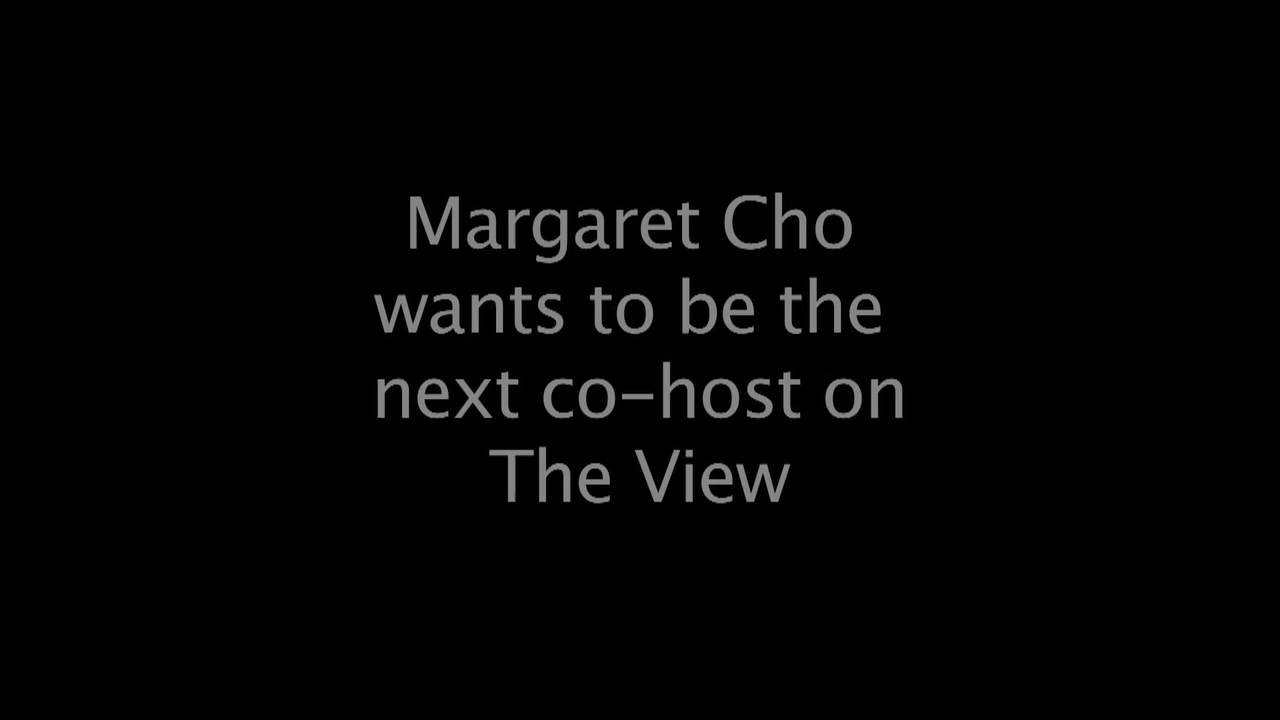 Margaret Cho
wants to be the
next co-host on
The View